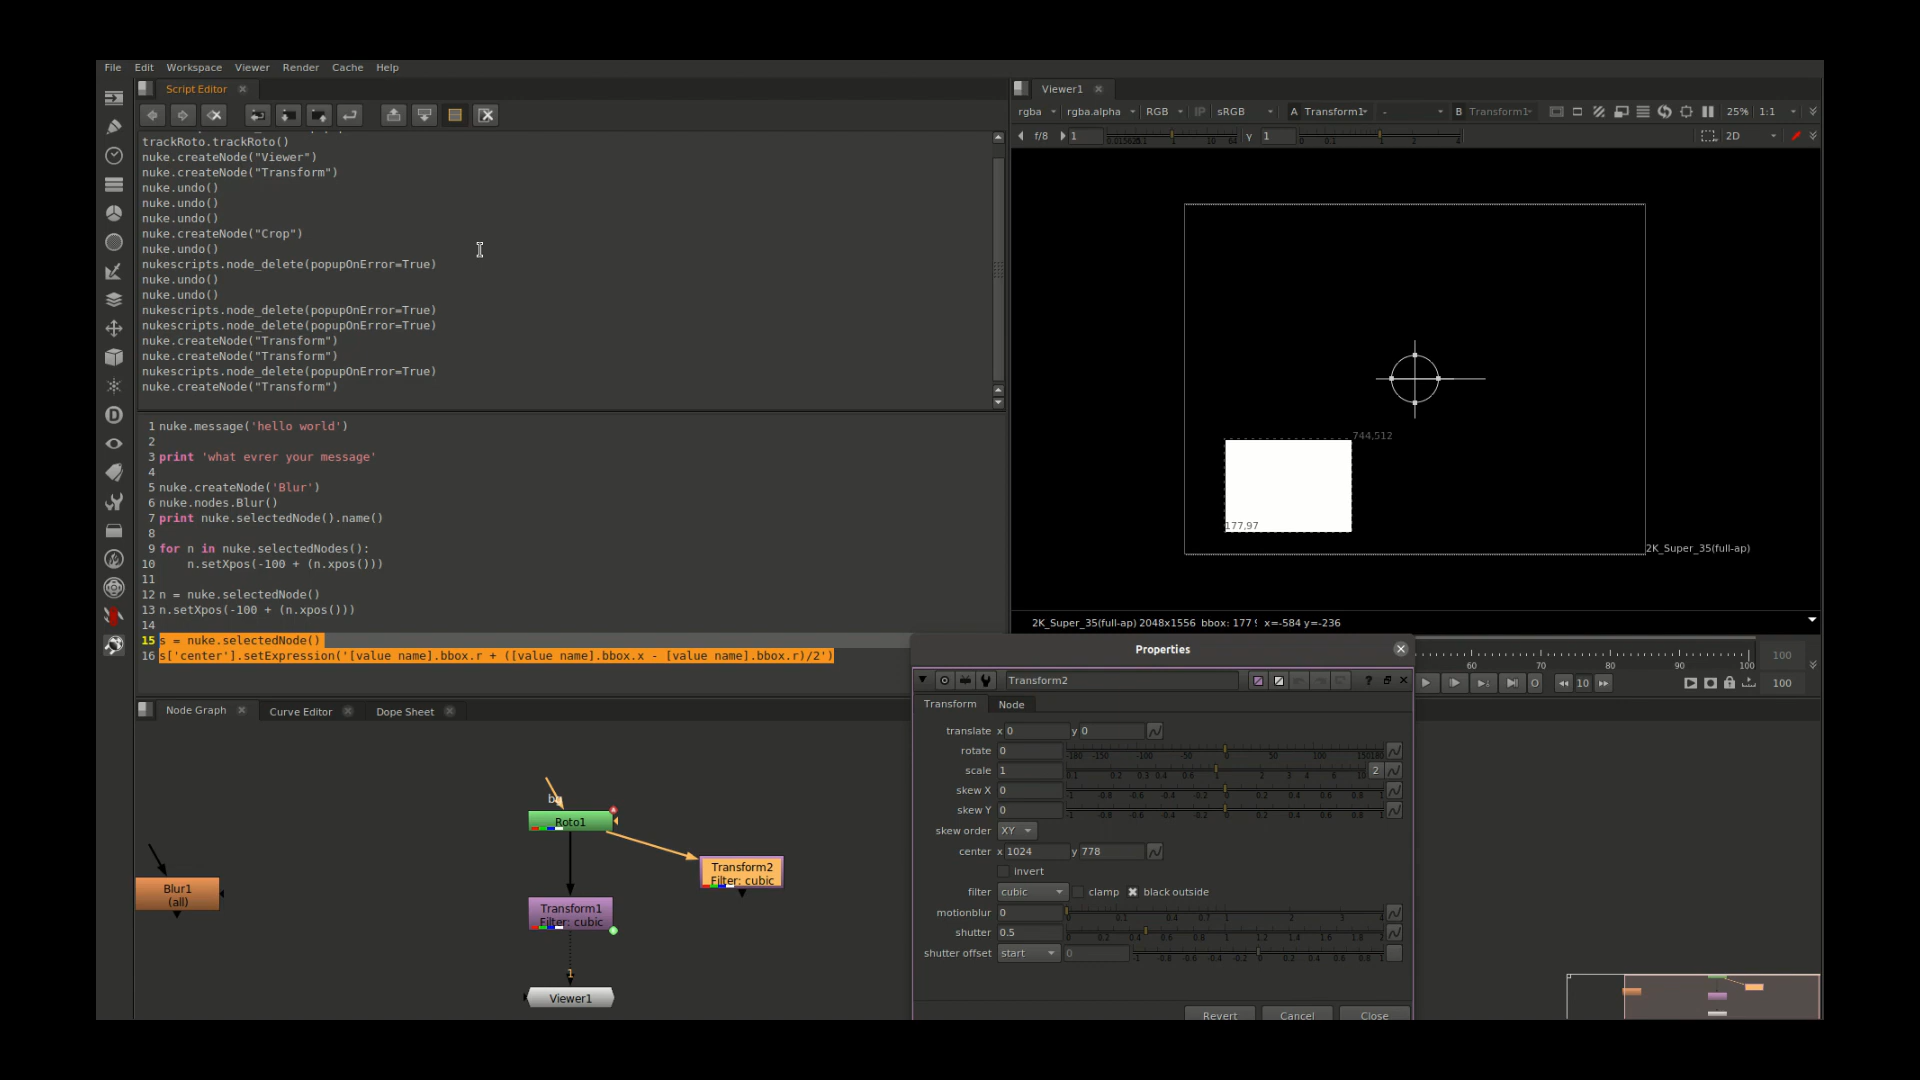 File Edit Workspace Viewer Render Cache Help
Script Editor
trackRoto.trackRoto()
nuke.createNode("Viewer")
nuke.createNode("Transform")
nuke.undo()
nuke.undo()
nuke.undo()
nuke.createNode("Crop")
nuke.undo()
nukescripts.node_delete(popupOnError=True)
nuke.undo()
nuke.undo()
nukescripts.node_delete(popupOnError=True)
nukescripts.node_delete(popupOnError=True)
nuke.createNode("Transform")
nuke.createNode("Transform")
nukescripts.node_delete(popupOnError=True)
nuke.createNode("Transform")
1 nuke.message('hello world')
2
3 print 'what evrer your message'
4
5 nuke.createNode('Blur')
6 nuke.nodes.Blur()
7 print nuke.selectedNode().name()
8
9 for n in nuke.selectedNodes():
10 n.setXpos(-100 + (n.xpos()))
11
12 n = nuke.selectedNode()
13 n.setXpos(-100 + (n.xpos()))
14
15 s = nuke.selectedNode()
16 s['center'].setExpression('[value name].bbox.r + ([value name].bbox.x - [value name].bbox.r)/2')
Viewer1
rgba rgba.alpha RGB IP sRGB A Transform1 - B Transform1 25% 1:1
f/8 1 Y 1 2D
744,512
177,97
2K_Super_35(full-ap)
2K_Super_35(full-ap) 2048x1556 bbox: 177 x=-584 y=-236
60 70 80 90 100 100
10 100
Node Graph Curve Editor Dope Sheet
Roto1
Transform2
Filter: cubic
Blur1
(all)
Transform1
Filter: cubic
1
Viewer1
Properties
Transform2
Transform Node
translate x 0 y 0
rotate 0
scale 1 2
skew X 0
skew Y 0
skew order XY
center x 1024 y 778
invert
filter cubic clamp black outside
motionblur 0
shutter 0.5
shutter offset start 0
Revert Cancel Close